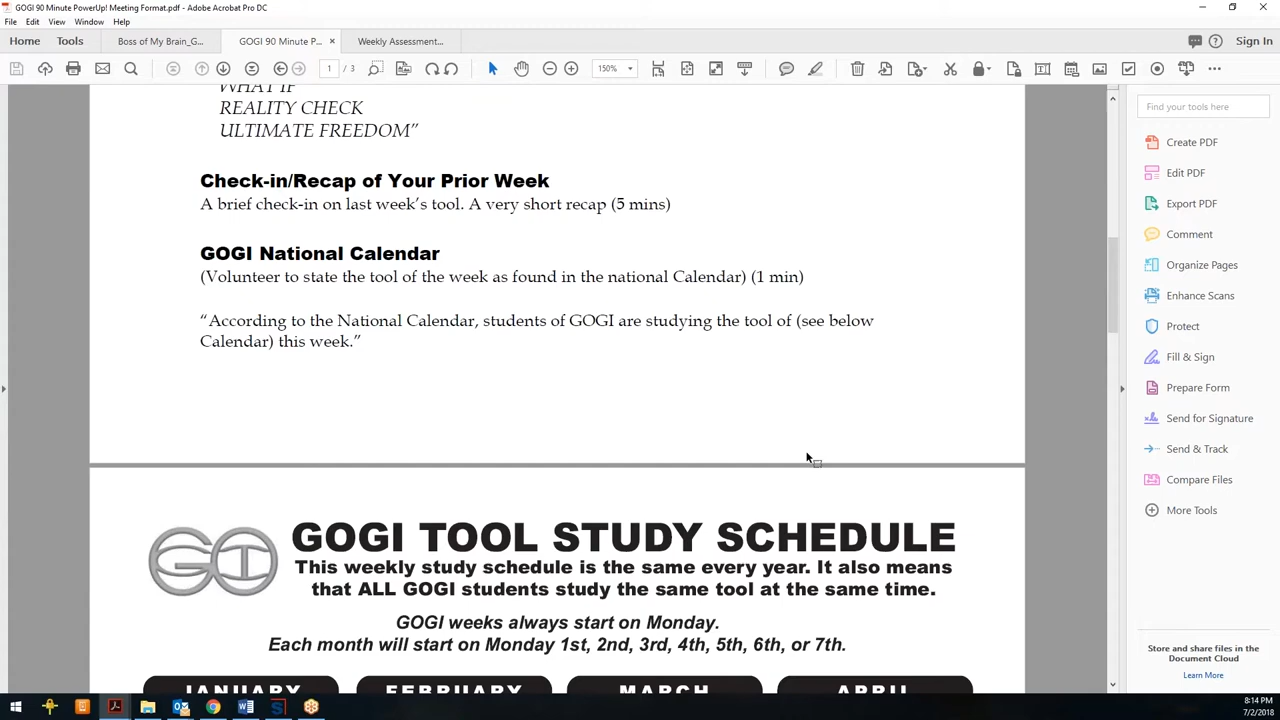 GOGI 90 Minute PowerUp! Meeting Format.pdf - Adobe Acrobat Pro DC
File Edit View Window Help
Home Tools Boss of My Brain_G... GOGI 90 Minute P... × Weekly Assessment... Sign In
1 / 3 150%
WHAT IF
REALITY CHECK
ULTIMATE FREEDOM”
Check-in/Recap of Your Prior Week
A brief check-in on last week’s tool. A very short recap (5 mins)
GOGI National Calendar
(Volunteer to state the tool of the week as found in the national Calendar) (1 min)
“According to the National Calendar, students of GOGI are studying the tool of (see below
Calendar) this week.”
GOGI TOOL STUDY SCHEDULE
This weekly study schedule is the same every year. It also means
that ALL GOGI students study the same tool at the same time.
GOGI weeks always start on Monday.
Each month will start on Monday 1st, 2nd, 3rd, 4th, 5th, 6th, or 7th.
JANUARY FEBRUARY MARCH APRIL
Find your tools here
Create PDF
Edit PDF
Export PDF
Comment
Organize Pages
Enhance Scans
Protect
Fill & Sign
Prepare Form
Send for Signature
Send & Track
Compare Files
More Tools
Store and share files in the
Document Cloud
Learn More
8:14 PM
7/2/2018